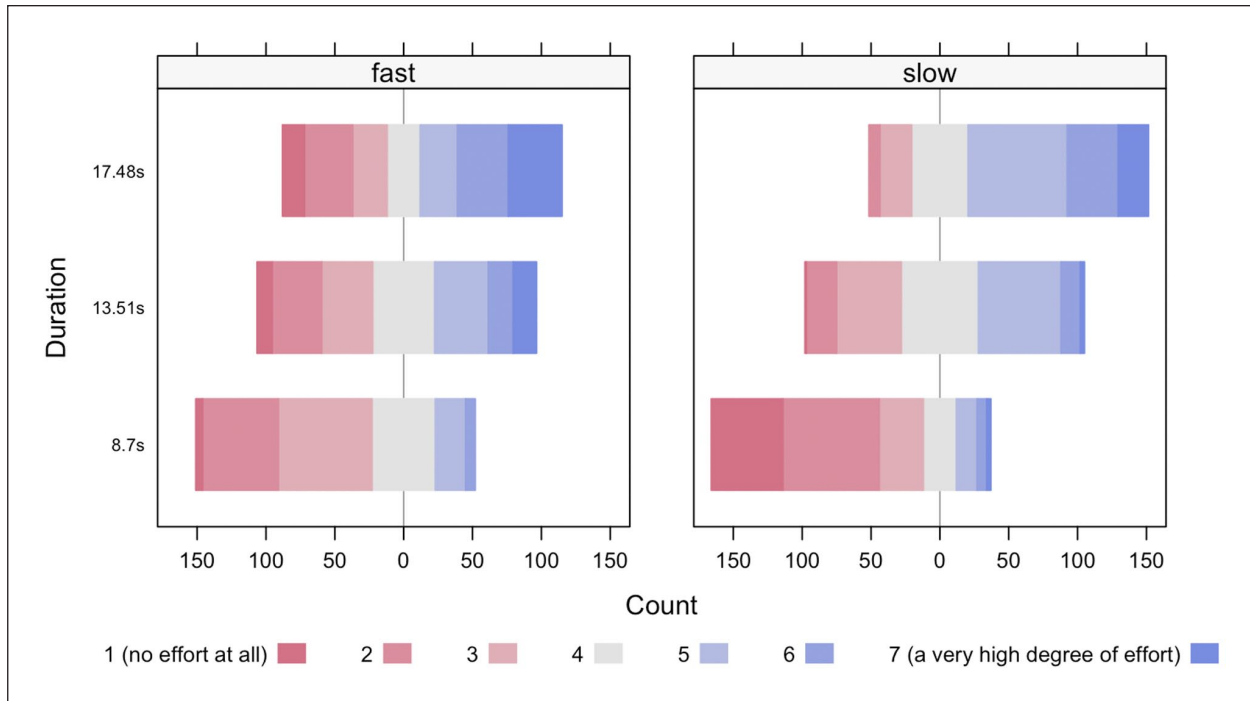 fast slow
17.48s
13.51s
8.7s
Duration
150 100 50 0 50 100 150 150 100 50 0 50 100 150
Count
1 (no effort at all) 2 3 4 5 6 7 (a very high degree of effort)